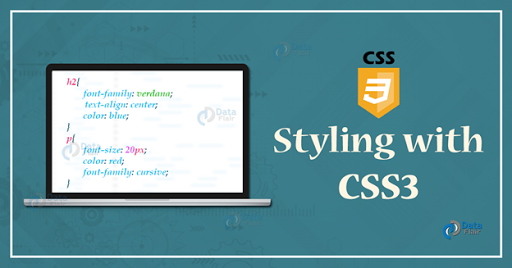 h2{
font-family: verdana;
text-align: center;
color: blue;
}
p{
font-size: 20px;
color: red;
font-family: cursive;
}
Data
Flair
CSS
3
Styling with
CSS3
Data
Flair